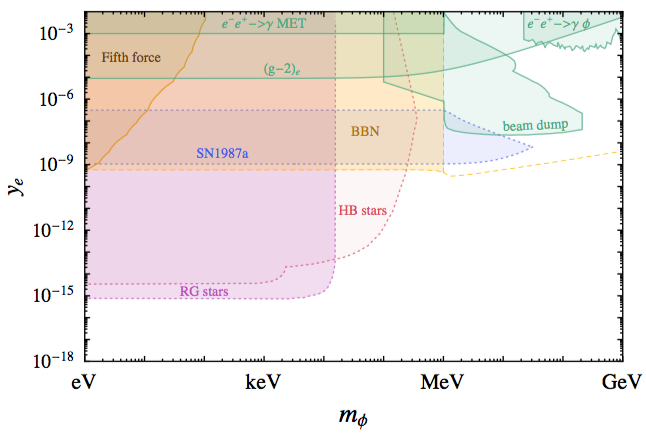 10⁻³
e⁻e⁺->γ MET
e⁻e⁺->γ ϕ
Fifth force
(g-2)ₑ
10⁻⁶
beam dump
BBN
SN1987a
10⁻⁹
yₑ
HB stars
10⁻¹²
RG stars
10⁻¹⁵
10⁻¹⁸
eV keV MeV GeV
m_ϕ